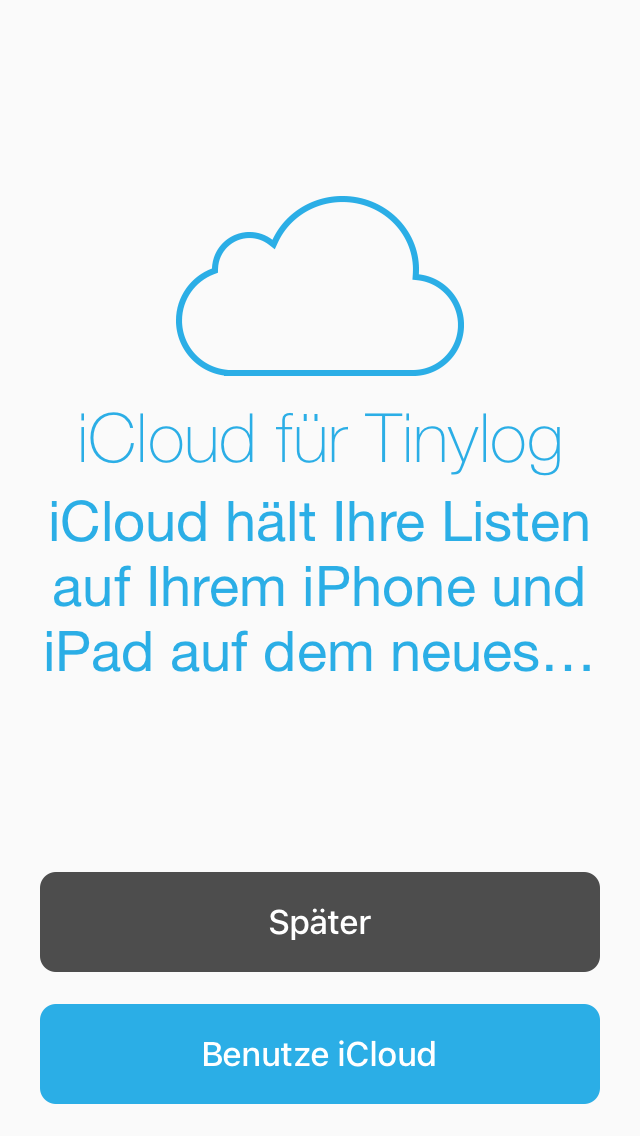 iCloud für Tinylog
iCloud hält Ihre Listen
auf Ihrem iPhone und
iPad auf dem neues…
Später
Benutze iCloud